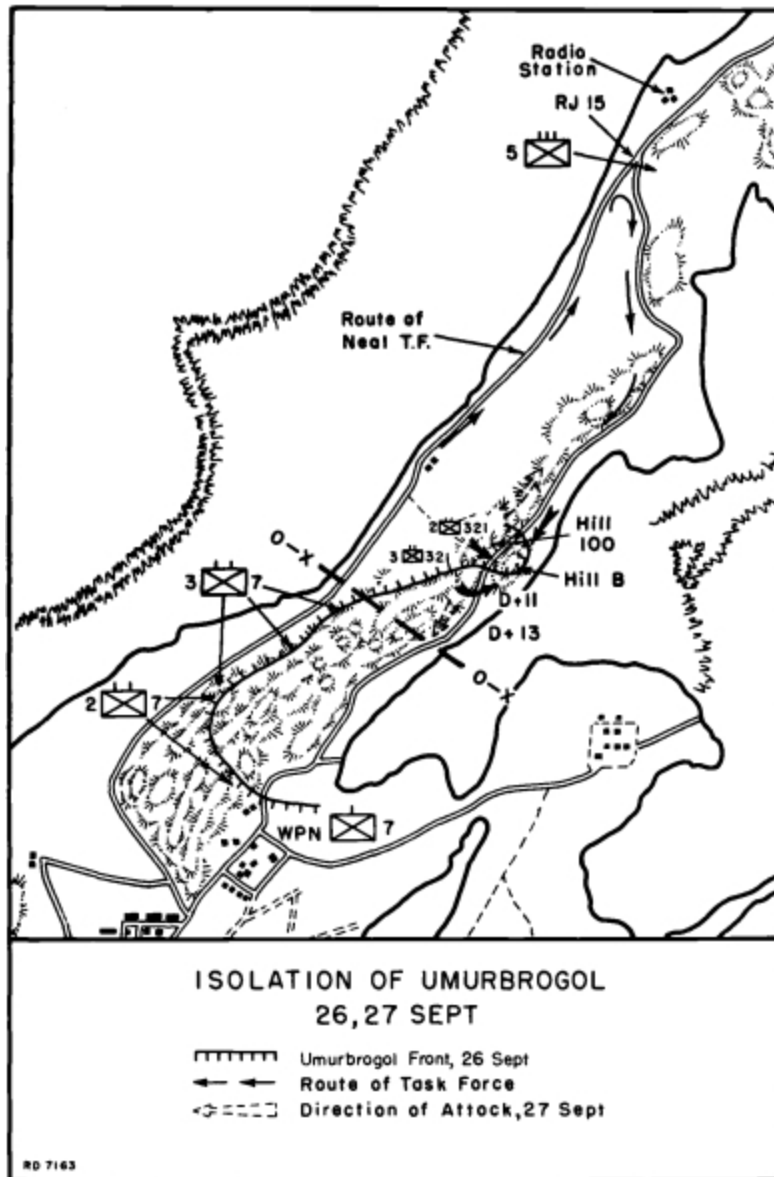 Radio
Station
RJ 15
5
Route of
Neal T.F.
2 321
3 321
O-X
Hill
100
Hill B
D+11
D+13
O-X
3 7
2 7
WPN 7
ISOLATION OF UMURBROGOL
26,27 SEPT
Umurbrogol Front, 26 Sept
Route of Task Force
Direction of Attock,27 Sept
RD 7163